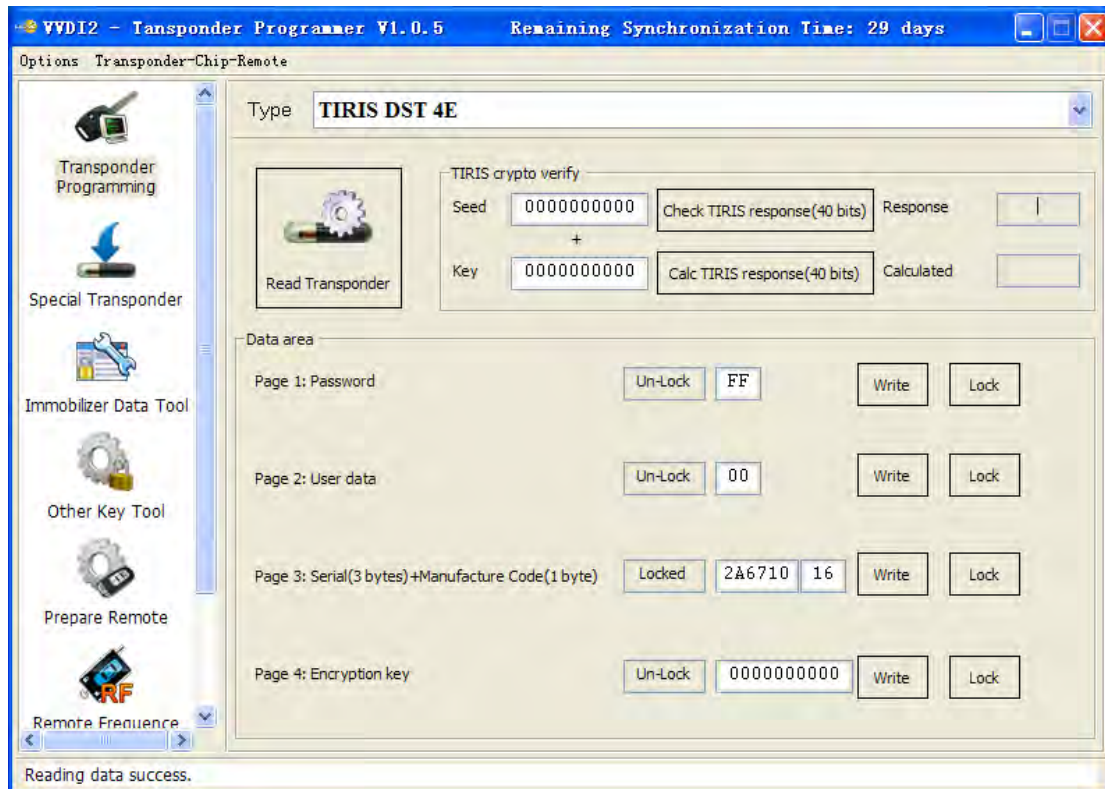 VVDI2 - Tansponder Programmer V1.0.5 Remaining Synchronization Time: 29 days
Options Transponder-Chip-Remote
Transponder
Programming
Special Transponder
Immobilizer Data Tool
Other Key Tool
Prepare Remote
RF
Remote Frequence
Type TIRIS DST 4E
Read Transponder
TIRIS crypto verify
Seed 0000000000 Check TIRIS response(40 bits) Response
+
Key 0000000000 Calc TIRIS response(40 bits) Calculated
Data area
Page 1: Password Un-Lock FF Write Lock
Page 2: User data Un-Lock 00 Write Lock
Page 3: Serial(3 bytes)+Manufacture Code(1 byte) Locked 2A6710 16 Write Lock
Page 4: Encryption key Un-Lock 0000000000 Write Lock
Reading data success.